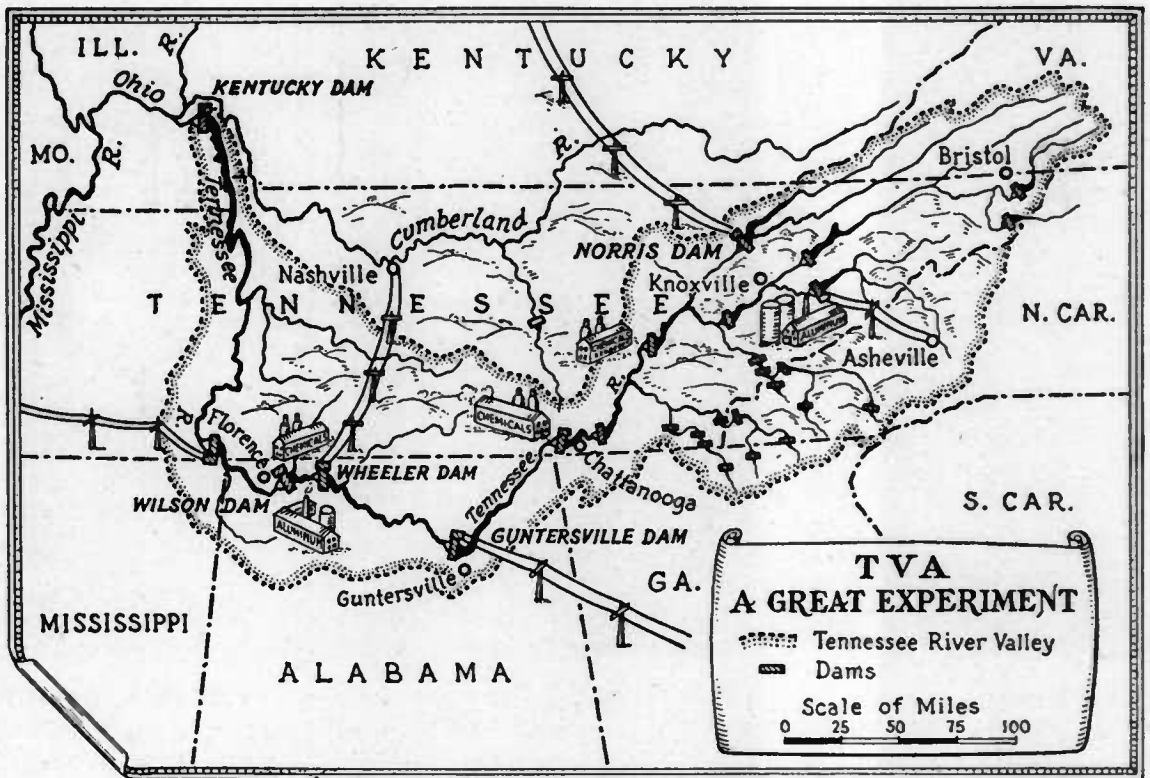 ILL.
R.
KENTUCKY
VA.
Ohio
KENTUCKY DAM
MO.
R.
R.
Bristol
Mississippi
Tennessee
Cumberland
NORRIS DAM
Nashville
Knoxville
TENNESSEE
N. CAR.
ALUMINUM
Asheville
R.
R.
Florence
CHEMICALS
CHEMICALS
WHEELER DAM
Tennessee
Chattanooga
WILSON DAM
S. CAR.
ALUMINUM
GUNTERSVILLE DAM
GA.
Guntersville
MISSISSIPPI
ALABAMA
TVA
A GREAT EXPERIMENT
Tennessee River Valley
Dams
Scale of Miles
0 25 50 75 100